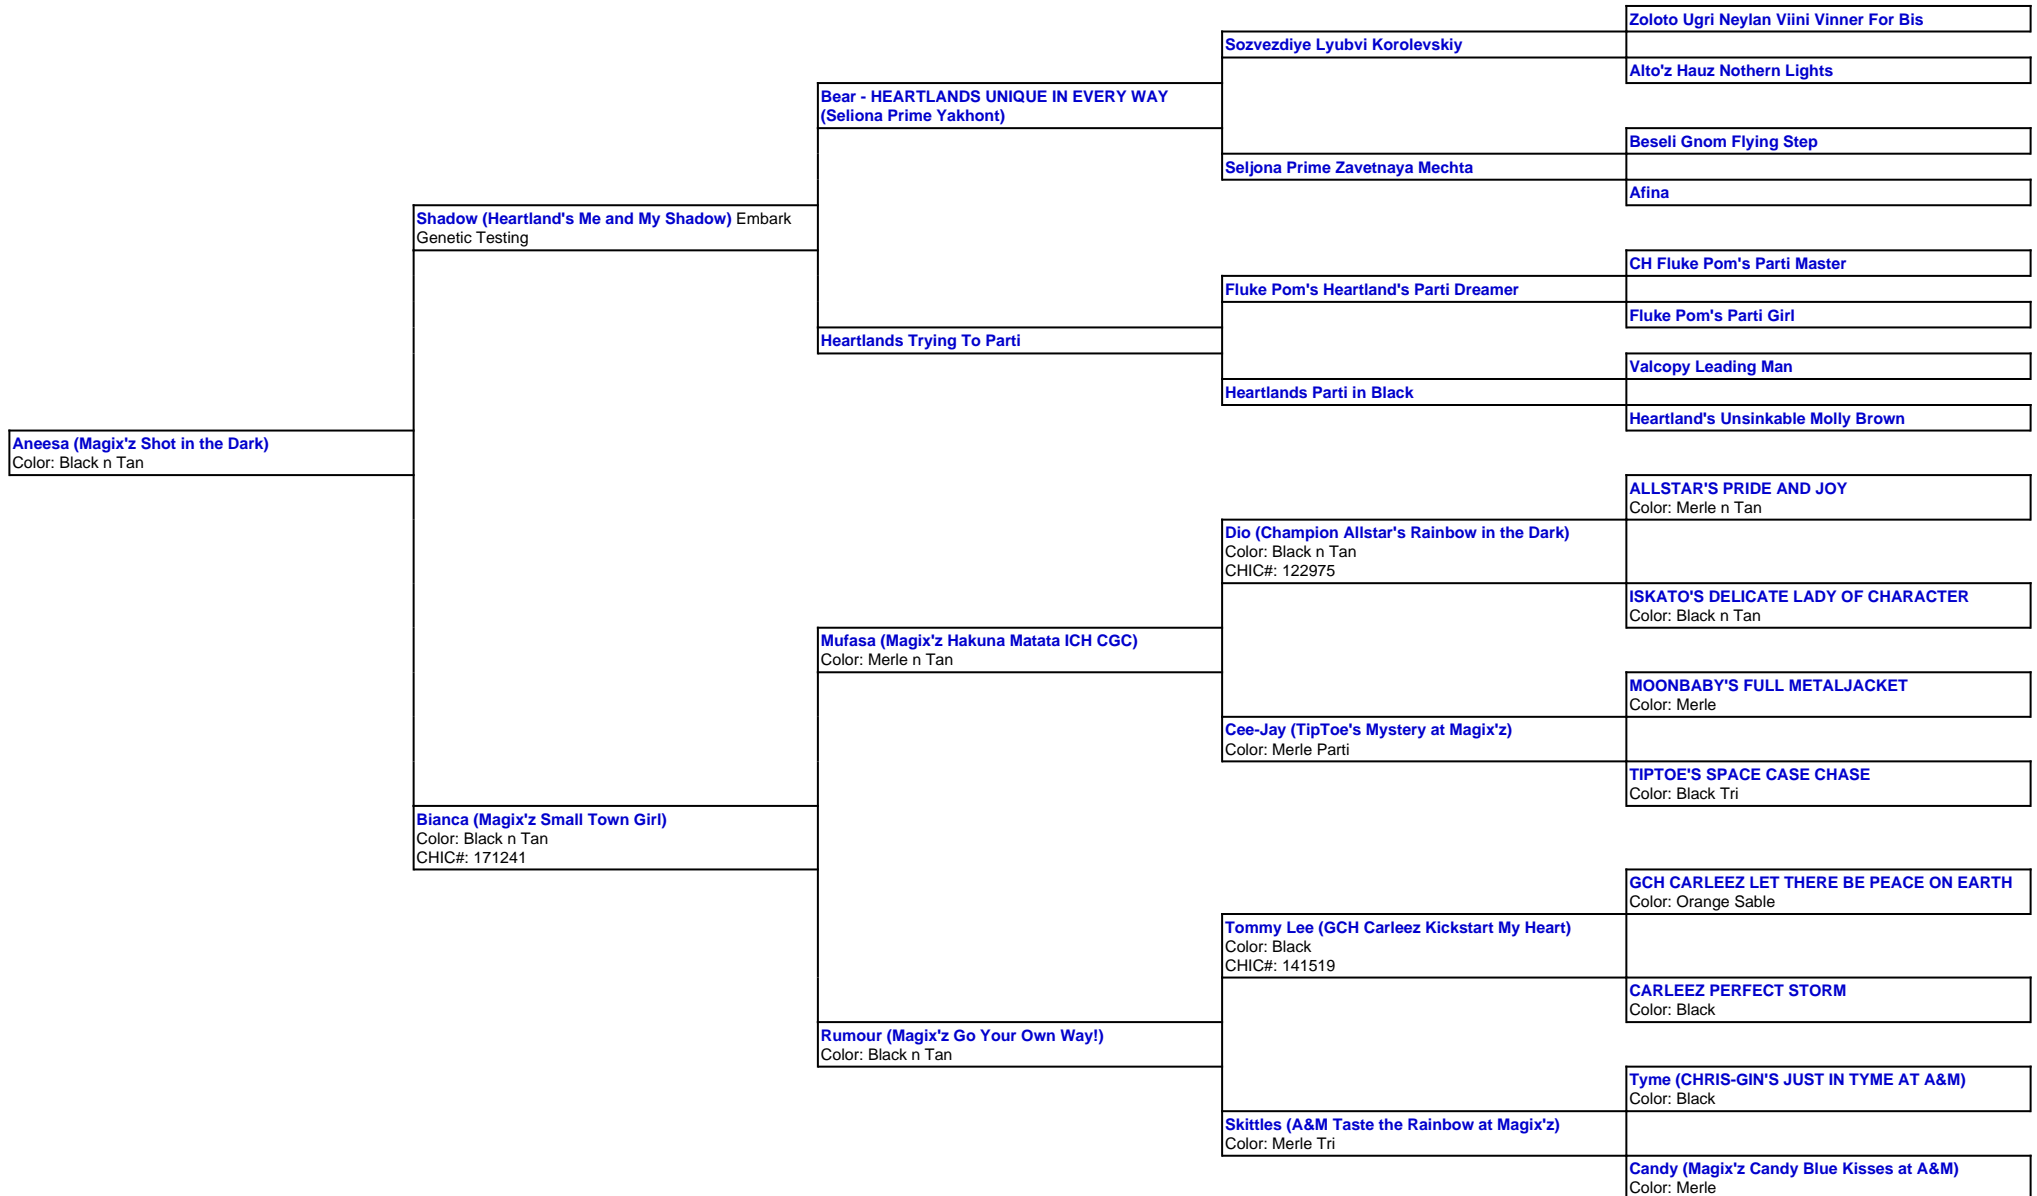 Zoloto Ugri Neylan Viini Vinner For Bis
Sozvezdiye Lyubvi Korolevskiy
Alto'z Hauz Nothern Lights
Bear - HEARTLANDS UNIQUE IN EVERY WAY
(Seliona Prime Yakhont)
Beseli Gnom Flying Step
Seljona Prime Zavetnaya Mechta
Afina
Shadow (Heartland's Me and My Shadow) Embark
Genetic Testing
CH Fluke Pom's Parti Master
Fluke Pom's Heartland's Parti Dreamer
Fluke Pom's Parti Girl
Heartlands Trying To Parti
Valcopy Leading Man
Heartlands Parti in Black
Heartland's Unsinkable Molly Brown
Aneesa (Magix'z Shot in the Dark)
Color: Black n Tan
ALLSTAR'S PRIDE AND JOY
Color: Merle n Tan
Dio (Champion Allstar's Rainbow in the Dark)
Color: Black n Tan
CHIC#: 122975
ISKATO'S DELICATE LADY OF CHARACTER
Color: Black n Tan
Mufasa (Magix'z Hakuna Matata ICH CGC)
Color: Merle n Tan
MOONBABY'S FULL METALJACKET
Color: Merle
Cee-Jay (TipToe's Mystery at Magix'z)
Color: Merle Parti
TIPTOE'S SPACE CASE CHASE
Color: Black Tri
Bianca (Magix'z Small Town Girl)
Color: Black n Tan
CHIC#: 171241
GCH CARLEEZ LET THERE BE PEACE ON EARTH
Color: Orange Sable
Tommy Lee (GCH Carleez Kickstart My Heart)
Color: Black
CHIC#: 141519
CARLEEZ PERFECT STORM
Color: Black
Rumour (Magix'z Go Your Own Way!)
Color: Black n Tan
Tyme (CHRIS-GIN'S JUST IN TYME AT A&M)
Color: Black
Skittles (A&M Taste the Rainbow at Magix'z)
Color: Merle Tri
Candy (Magix'z Candy Blue Kisses at A&M)
Color: Merle